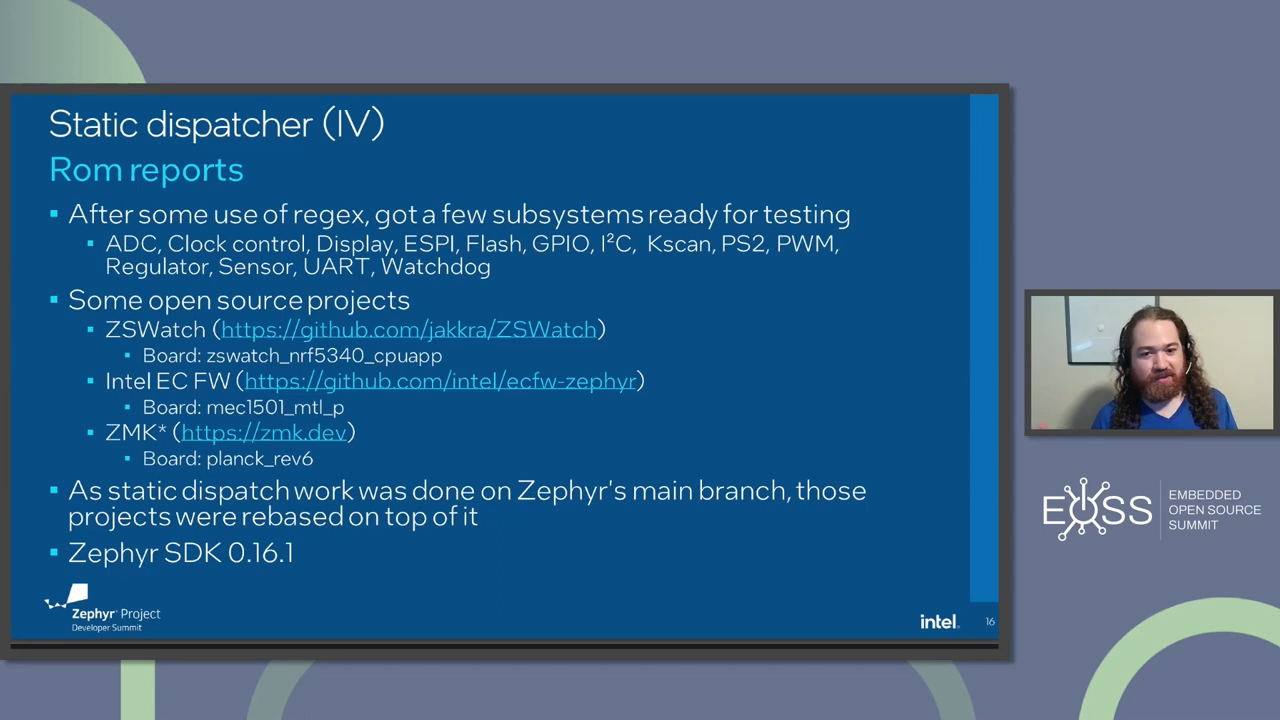 Static dispatcher (IV)
Rom reports
▪ After some use of regex, got a few subsystems ready for testing
▪ ADC, Clock control, Display, ESPI, Flash, GPIO, I²C, Kscan, PS2, PWM,
Regulator, Sensor, UART, Watchdog
▪ Some open source projects
▪ ZSWatch (https://github.com/jakkra/ZSWatch)
▪ Board: zswatch_nrf5340_cpuapp
▪ Intel EC FW (https://github.com/intel/ecfw-zephyr)
▪ Board: mec1501_mtl_p
▪ ZMK* (https://zmk.dev)
▪ Board: planck_rev6
▪ As static dispatch work was done on Zephyr's main branch, those
projects were rebased on top of it
▪ Zephyr SDK 0.16.1
Zephyr® Project
Developer Summit
intel.
16
EOSS
EMBEDDED
OPEN SOURCE
SUMMIT